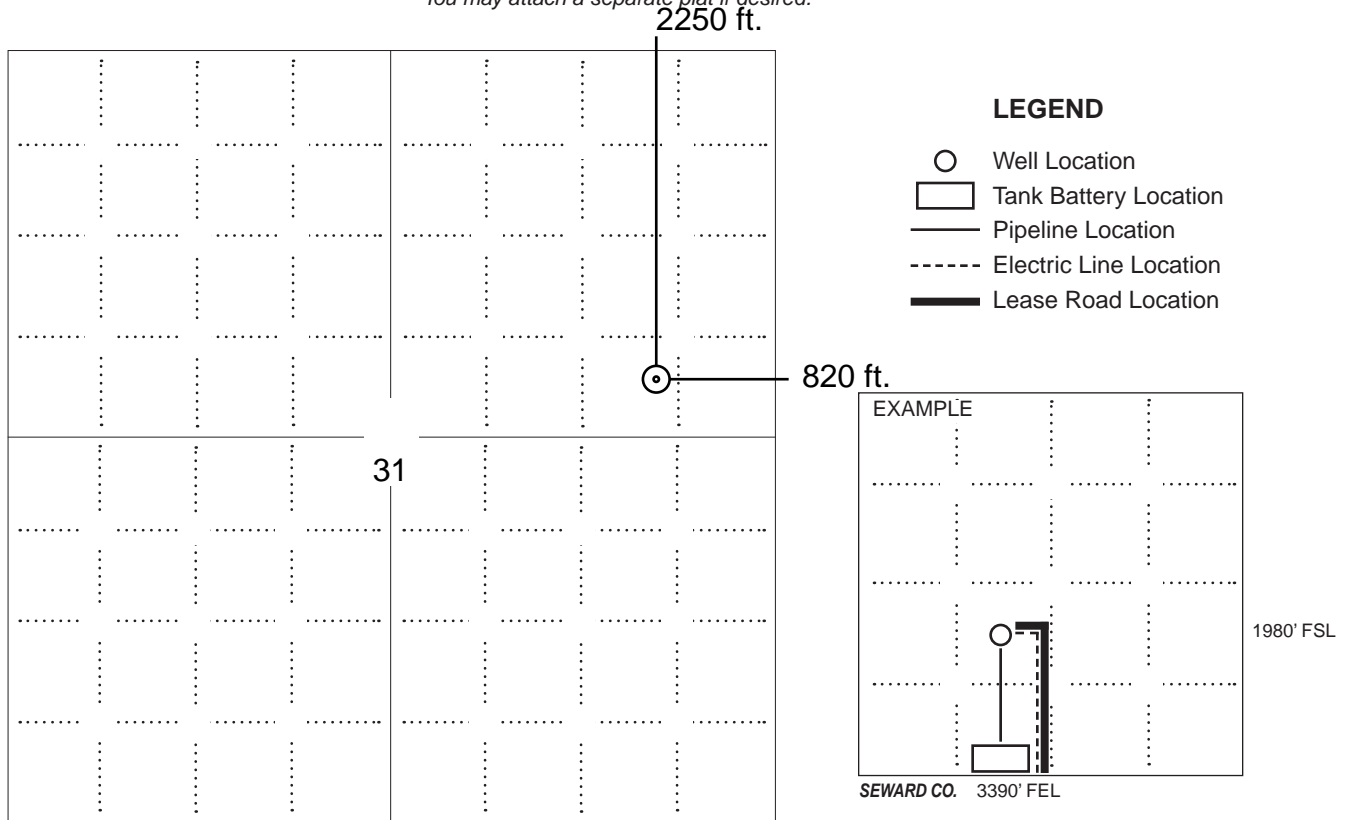 You may attach a separate plat if desired.
2250 ft.
LEGEND
Well Location
Tank Battery Location
Pipeline Location
Electric Line Location
Lease Road Location
820 ft.
EXAMPLE
31
1980' FSL
SEWARD CO. 3390' FEL